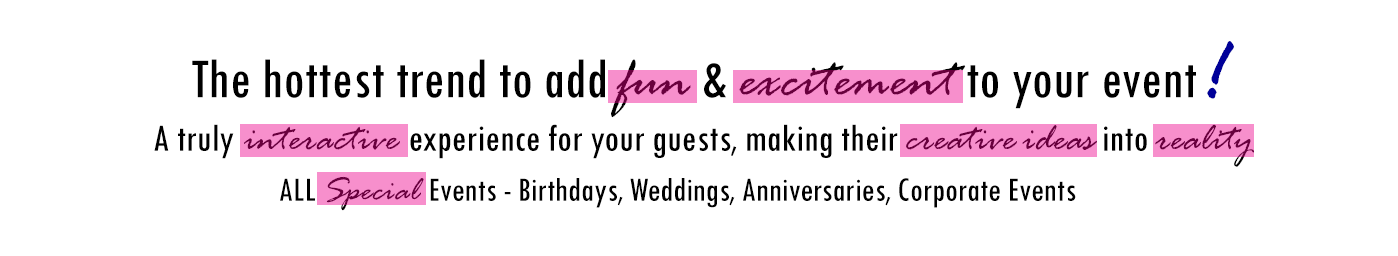 The hottest trend to add fun & excitement to your event!
A truly interactive experience for your guests, making their creative ideas into reality
ALL Special Events - Birthdays, Weddings, Anniversaries, Corporate Events